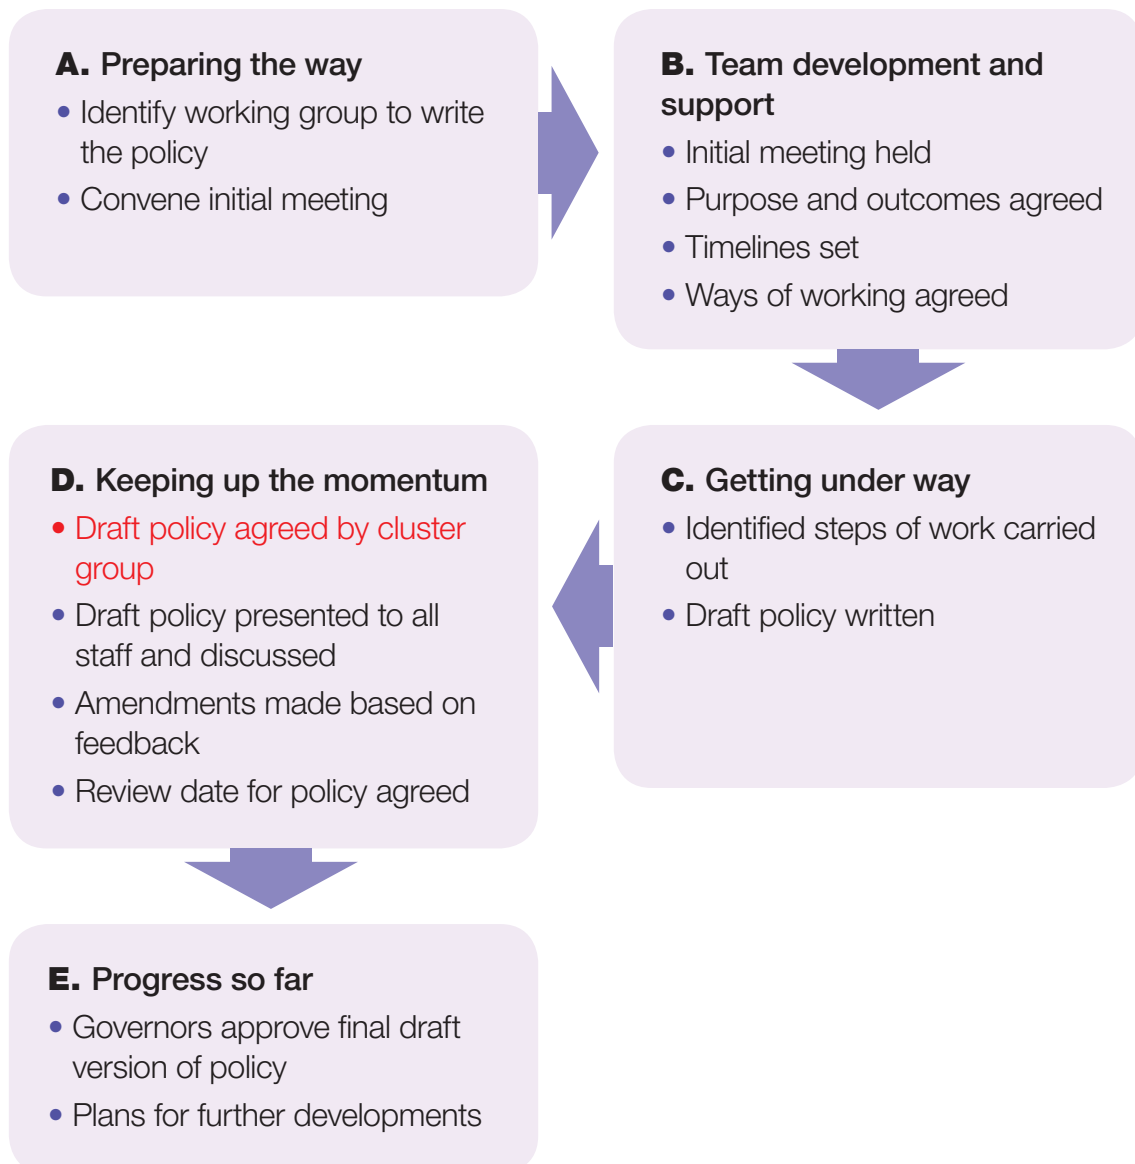 A. Preparing the way
• Identify working group to write
the policy
• Convene initial meeting
B. Team development and
support
• Initial meeting held
• Purpose and outcomes agreed
• Timelines set
• Ways of working agreed
C. Getting under way
• Identified steps of work carried
out
• Draft policy written
D. Keeping up the momentum
• Draft policy agreed by cluster
group
• Draft policy presented to all
staff and discussed
• Amendments made based on
feedback
• Review date for policy agreed
E. Progress so far
• Governors approve final draft
version of policy
• Plans for further developments